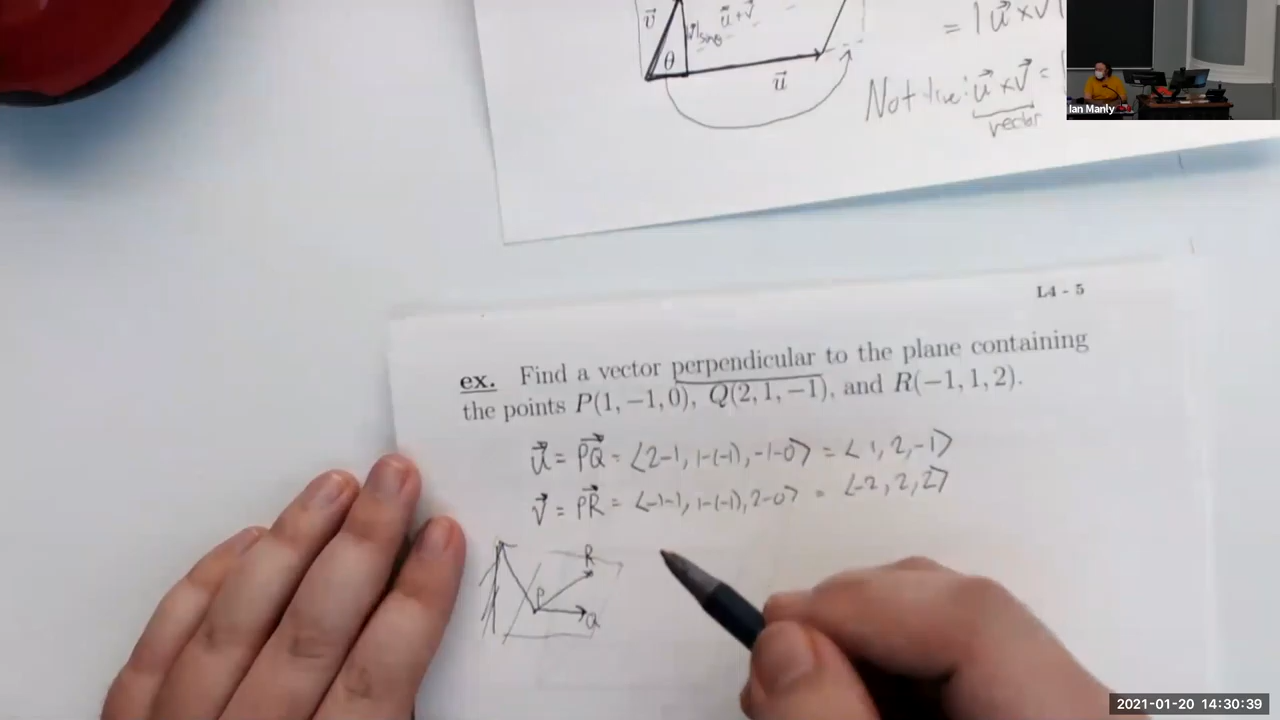 v⃗
|v⃗|sinθ
u⃗+v⃗
θ
u⃗
= |u⃗×v⃗|
u⃗×v⃗ =
vector
Ian Manly
L4 - 5
ex. Find a vector perpendicular to the plane containing
the points P(1, −1, 0), Q(2, 1, −1), and R(−1, 1, 2).
u⃗ = PQ⃗ = ⟨2-1, 1-(-1), -1-0⟩ = ⟨1, 2, -1⟩
v⃗ = PR⃗ = ⟨-1-1, 1-(-1), 2-0⟩ = ⟨-2, 2, 2⟩
R
P
Q
2021-01-20 14:30:39